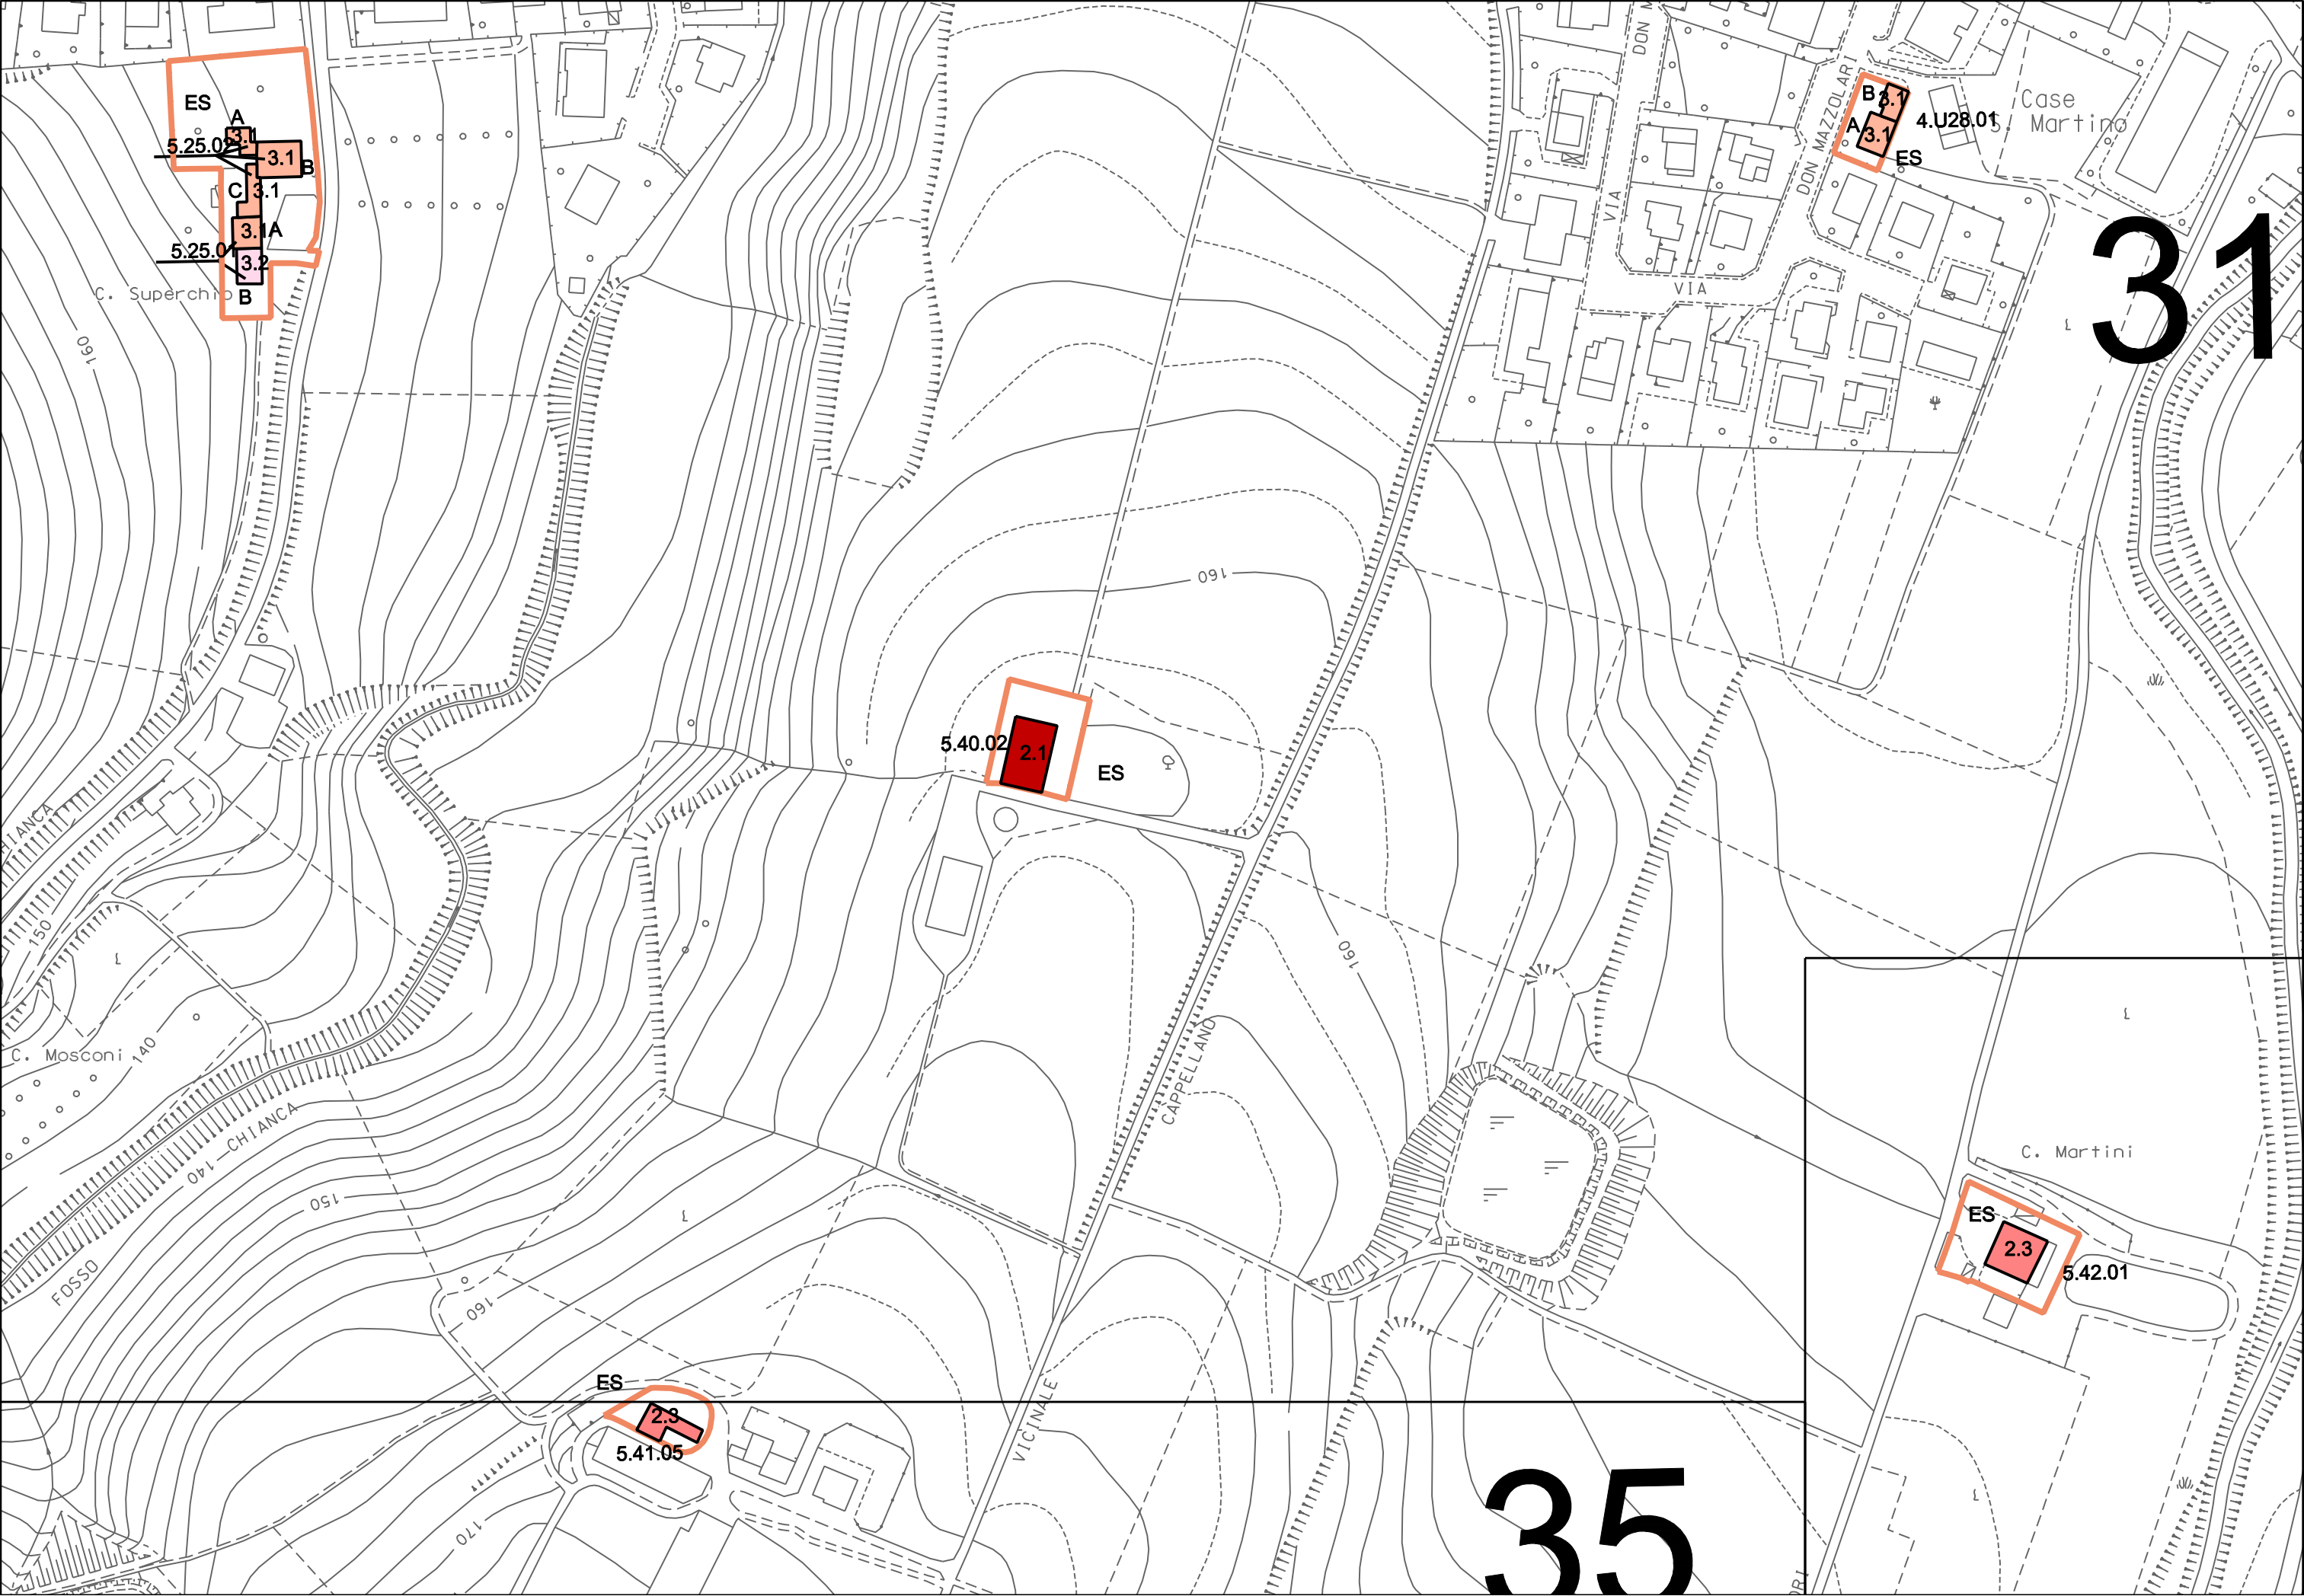 DON
ES
A
3.1
5.25.02
3.1
B
C
3.1
3.1
A
5.25.01
3.2
B
C. Superchio
160
DON MAZZOLARI
B
3.1
A
3.1
4.U28.01
ES
Case
S. Martino
VIA
VIA
31
160
5.40.02
2.1
ES
150
160
C. Mosconi
140
CHIANCA
140
150
FOSSO
160
CAPPELLANO
C. Martini
ES
2.3
5.42.01
ES
2.3
5.41.05
VICINALE
170
35